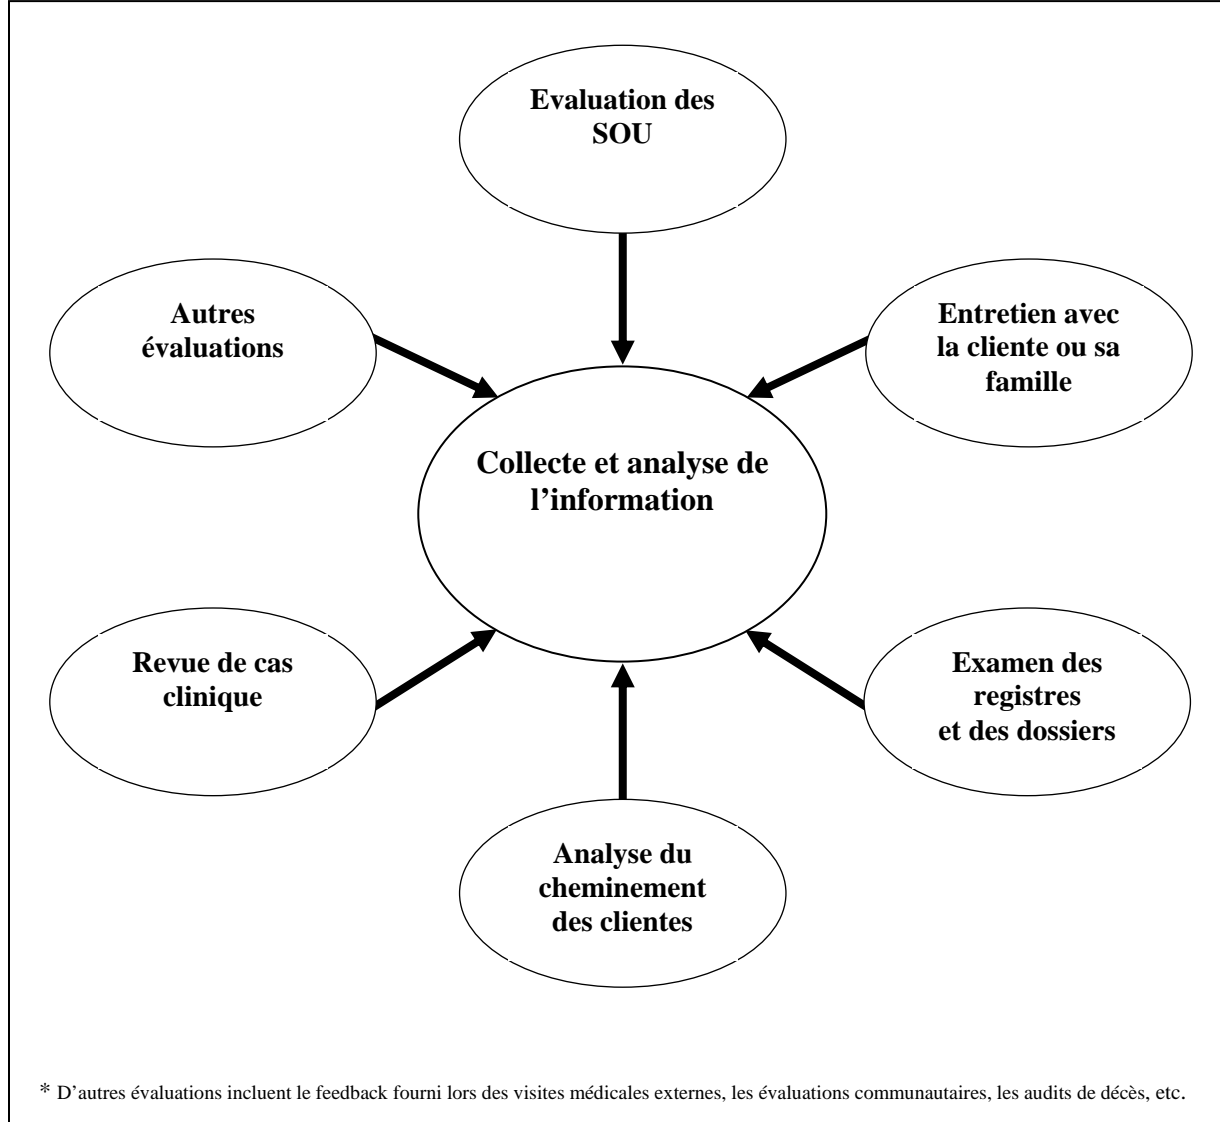 Evaluation des
SOU
Autres
évaluations
Entretien avec
la cliente ou sa
famille
Collecte et analyse de
l’information
Revue de cas
clinique
Examen des
registres
et des dossiers
Analyse du
cheminement
des clientes
* D’autres évaluations incluent le feedback fourni lors des visites médicales externes, les évaluations communautaires, les audits de décès, etc.